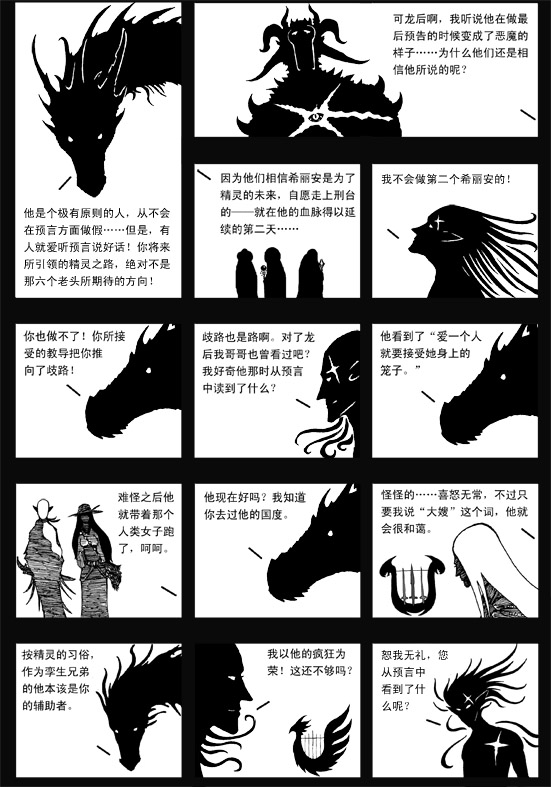 他是个极有原则的人，从不会
在预言方面做假……但是，有
人就爱听预言说好话！你将来
所引领的精灵之路，绝对不是
那六个老头所期待的方向！
可龙后啊，我听说他在做最
后预告的时候变成了恶魔的
样子……为什么他们还是相
信他所说的呢？
因为他们相信希丽安是为了
精灵的未来，自愿走上刑台
的——就在他的血脉得以延
续的第二天……
我不会做第二个希丽安的！
你也做不了！你所接
受的教导把你推
向了歧路！
歧路也是路啊。对了龙
后我哥哥也曾看过吧？
我好奇他那时从预言
中读到了什么？
他看到了“爱一个人
就要接受她身上的
笼子。”
难怪之后他
就带着那个
人类女子跑
了，呵呵。
他现在好吗？我知道
你去过他的国度。
怪怪的……喜怒无常，不过只
要我说“大嫂”这个词，他就
会很和蔼。
按精灵的习俗，
作为孪生兄弟
的他本该是你
的辅助者。
我以他的疯狂为
荣！这还不够吗？
恕我无礼，您
从预言中
看到了什
么呢？